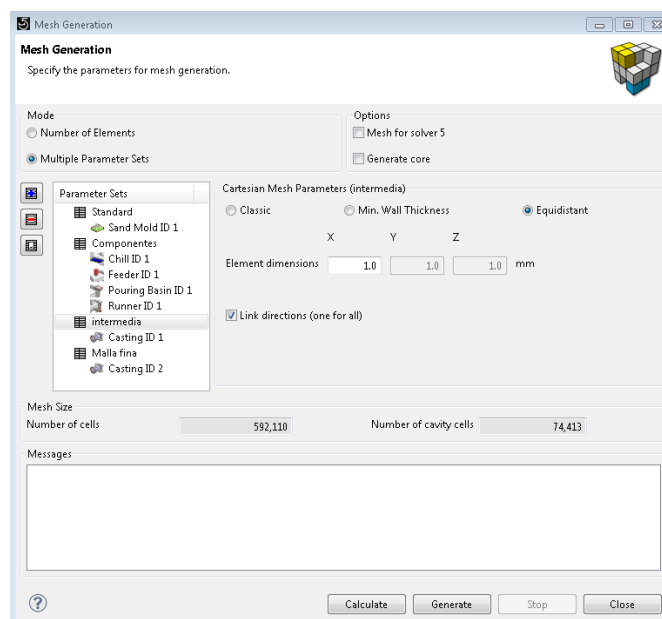 Mesh Generation
Mesh Generation
Specify the parameters for mesh generation.
Mode
Number of Elements
Multiple Parameter Sets
Options
Mesh for solver 5
Generate core
Parameter Sets
Standard
Sand Mold ID 1
Componentes
Chill ID 1
Feeder ID 1
Pouring Basin ID 1
Runner ID 1
intermedia
Casting ID 1
Malla fina
Casting ID 2
Cartesian Mesh Parameters (intermedia)
Classic Min. Wall Thickness Equidistant
X Y Z
Element dimensions 1.0 1.0 1.0 mm
Link directions (one for all)
Mesh Size
Number of cells 592,110 Number of cavity cells 74,413
Messages
? Calculate Generate Stop Close